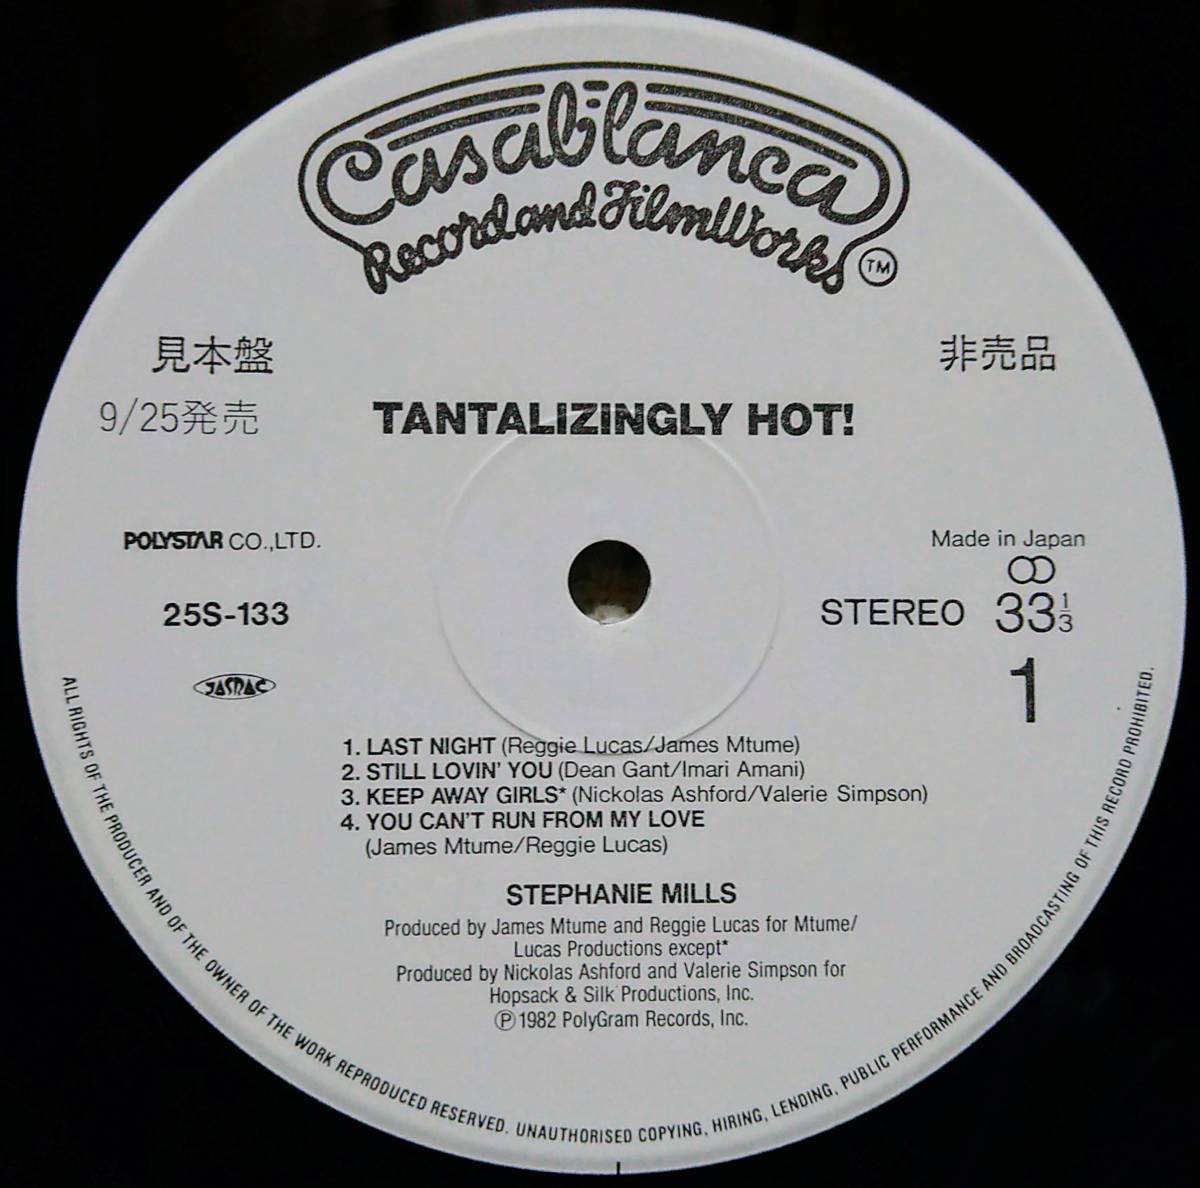 Casablanca
Record and FilmWorks TM
見本盤
非売品
9/25発売
TANTALIZINGLY HOT!
POLYSTAR CO.,LTD.
Made in Japan
25S-133
STEREO 33 1/3
JASRAC
1
1. LAST NIGHT (Reggie Lucas/James Mtume)
2. STILL LOVIN' YOU (Dean Gant/Imari Amani)
3. KEEP AWAY GIRLS* (Nickolas Ashford/Valerie Simpson)
4. YOU CAN'T RUN FROM MY LOVE
(James Mtume/Reggie Lucas)
STEPHANIE MILLS
Produced by James Mtume and Reggie Lucas for Mtume/
Lucas Productions except*
Produced by Nickolas Ashford and Valerie Simpson for
Hopsack & Silk Productions, Inc.
Ⓟ1982 PolyGram Records, Inc.
ALL RIGHTS OF THE PRODUCER AND OF THE OWNER OF THE WORK REPRODUCED RESERVED. UNAUTHORISED COPYING, HIRING, LENDING, PUBLIC PERFORMANCE AND BROADCASTING OF THIS RECORD PROHIBITED.